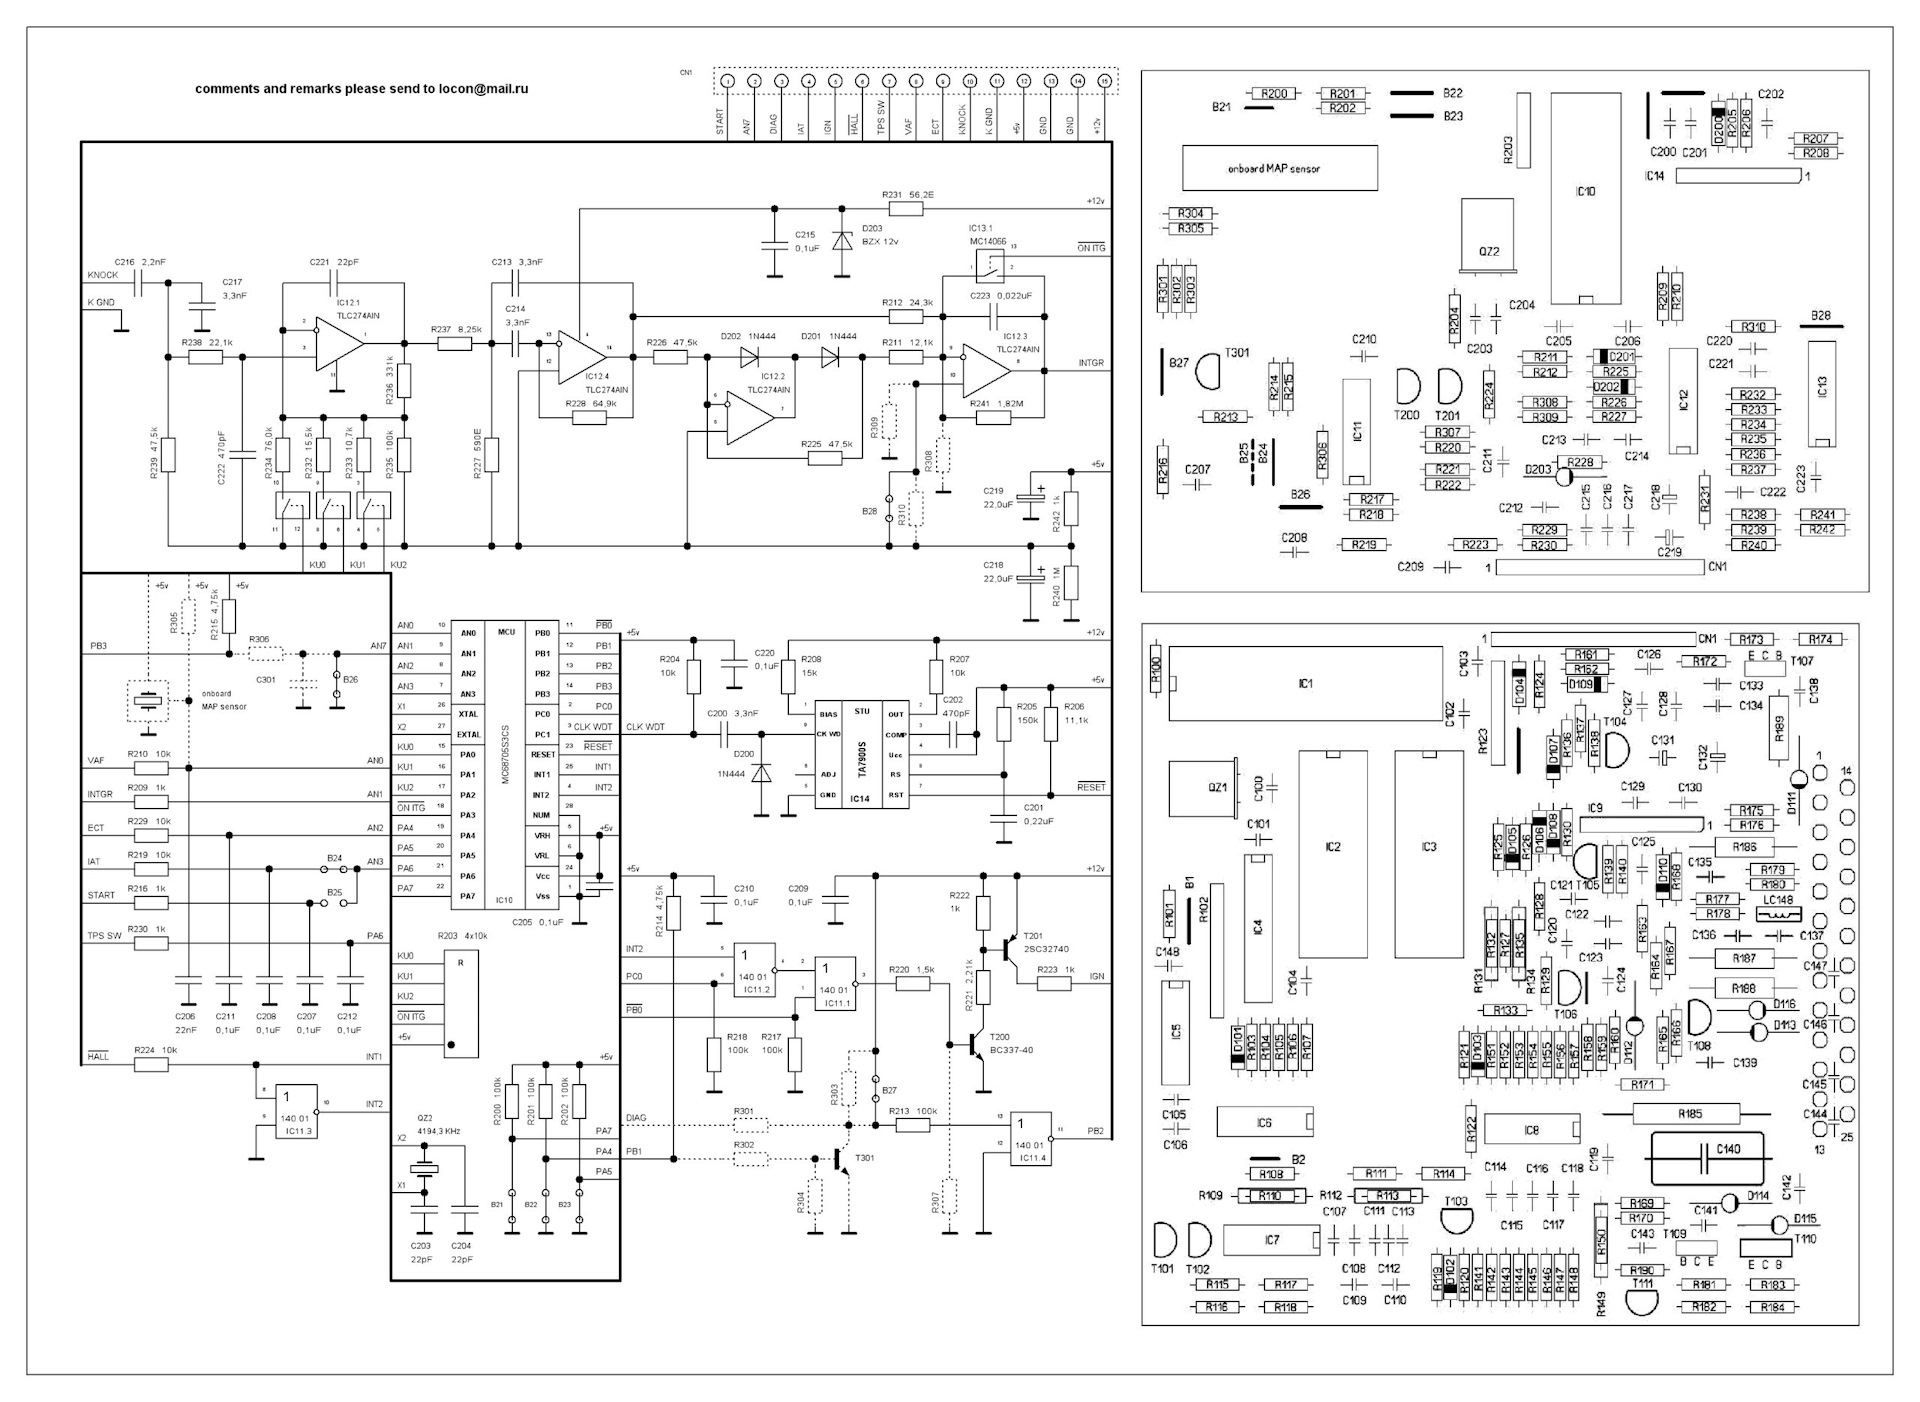 comments and remarks please send to locon@mail.ru
CN1
1 2 3 4 5 6 7 8 9 10 11 12 13 14 15
START AN7 DIAG IAT IGN HALL TPS SW VAF ECT KNOCK K GND +5v GND GND +12v
R231 56,2E
+12v
C215 0,1uF
D203 BZX 12v
IC13.1 MC14066
ON ITG
KNOCK
K GND
C216 2,2nF
C217 3,3nF
C221 22pF
IC12.1 TLC274AIN
C213 3,3nF
C214 3,3nF
R212 24,3k
C223 0,022uF
IC12.3 TLC274AIN
R238 22,1k
R237 8,25k
R236 331k
IC12.4 TLC274AIN
R226 47,5k
D202 1N444
D201 1N444
R211 12,1k
INTGR
IC12.2 TLC274AIN
R228 64,9k
R241 1,82M
R309
R308
R239 47,5k
C222 470pF
R234 76,0k
R232 15,5k
R233 10,7k
R235 100k
R227 590E
R225 47,5k
+5v
B28
R310
C219 22,0uF
R242 1k
C218 22,0uF
R240 1M
KU0 KU1 KU2
+5v
+5v
R305
R215 4,75k
PB3
R306
AN7
C301
B26
onboard
MAP sensor
VAF R210 10k AN0
INTGR R209 1k AN1
ECT R229 10k AN2
IAT R219 10k B24 AN3
START R216 1k B25
TPS SW R230 1k PA6
C206 22nF
C211 0,1uF
C208 0,1uF
C207 0,1uF
C212 0,1uF
HALL R224 10k INT1
INT2
140 01
IC11.3
AN0 10 AN0 MCU PB0 11 PB0
AN1 9 AN1 PB1 12 PB1
AN2 8 AN2 PB2 13 PB2
AN3 7 AN3 PB3 14 PB3
X1 26 XTAL PC0 2 PC0
X2 27 EXTAL PC1 3 CLK WDT
KU0 15 PA0 RESET 23 RESET
KU1 16 PA1 INT1 25 INT1
KU2 17 PA2 INT2 4 INT2
ON ITG 18 PA3 NUM 28
PA4 19 PA4 VRH 5 +5v
PA5 20 PA5 VRL 6
PA6 21 PA6 Vcc 24
PA7 22 PA7 Vss 1
MC68705S3CS
IC10
C205 0,1uF
R203 4x10k
R
KU0
KU1
KU2
ON ITG
+5v
QZ2
4194,3 KHz
X2
X1
C203 22pF
C204 22pF
R200 100k
R201 100k
R202 100k
+5v
PA7
PA4
PA5
B21 B22 B23
+5v
+12v
R204 10k
C220 0,1uF
R208 15k
R207 10k
C202 470pF
+5v
R205 150k
R206 11,1k
CLK WDT
C200 3,3nF
D200 1N444
BIAS STU OUT
CK WD COMP
Ucc
ADJ RS
GND RST
TA7900S
IC14
RESET
C201 0,22uF
+5v
+12v
R214 4,75k
C210 0,1uF
C209 0,1uF
R222 1k
T201 2SC32740
INT2
PC0
PB0
140 01 IC11.2
140 01 IC11.1
R220 1,5k
R221 2,21k
R223 1k
IGN
R218 100k
R217 100k
T200 BC337-40
R303
B27
DIAG
R301
R213 100k
140 01
IC11.4
PB2
PB1
R302
T301
R304
R307
B21 R200 R201 R202 B22 B23
R203 IC10
C200 C201 D200 R205 R206 C202
R207 R208
IC14 1
onboard MAP sensor
QZ2
R304 R305
R301 R302 R303
R204 C203 C204
C205 C206
R209 R210
R310 B28
C220 C221
B27 T301
C210
R211 R212
C201 R225 D202 R226 R227
IC12 IC13
R214 R215
T200 T201 R224
R308 R309
R232 R233 R234 R235 R236 R237
R213
R307 R220
R221 R222
B25 B24 R306 IC11
C211 C213 C214
R216 C207
D203 R228
B26 R217 R218
C212 C215 C216 C217 C218 R231 C222 C223
R238 R239 R240
R241 R242
C208 R219 R223 R229 R230 C219
C209 1 CN1
R100 IC1 C103 C102
1 CN1 R173 R174
R161 R162 D109
D104 R124 R123
C126 R172 E C B T107
C127 C128 C133 C134 C138
R137 T104 D107 R136 R138
C131 C132 R189
QZ1 C100 C101
IC2 IC3 IC4
C129 C130 D111
1 14
IC9 1
R175 R176
R186
R125 D105 R126 D106 D108 R130
T105 R139 R140 C125 D110 R168 C135
R179 R180
R101 B1 R102
R128 C121 C122
R177 R178 LC148
C136 C137
R132 R127 R135 C120 C123 R163 R164 R167
R187 C147
C148 C104
R134 R129 C124
R188 D116
R133 T106 T108 D113 C146
IC5
D101 R103 R104 R105 R106 R107
R121 D103 R151 R152 R153 R154 R155 R156 R157 R158 R159 R160 D112 R165 R166
C139
R171 C145
C105 C106
IC6 R122 IC8
R185 C144
13 25
B2 C119 C140
R108 R111 R114
C114 C116 C118
R109 R110 R112 R113
T103
C107 C111 C113
C115 C117
R169 R170 D114 C142
C141 D115
T101 T102 IC7
R150 C143 T109 T110
B C E E C B
C108 C112
C109 C110
R115 R117
R116 R118
R119 D102 R120 R141 R142 R143 R144 R145 R146 R147 R148
R149 R190 T111
R181 R183
R182 R184